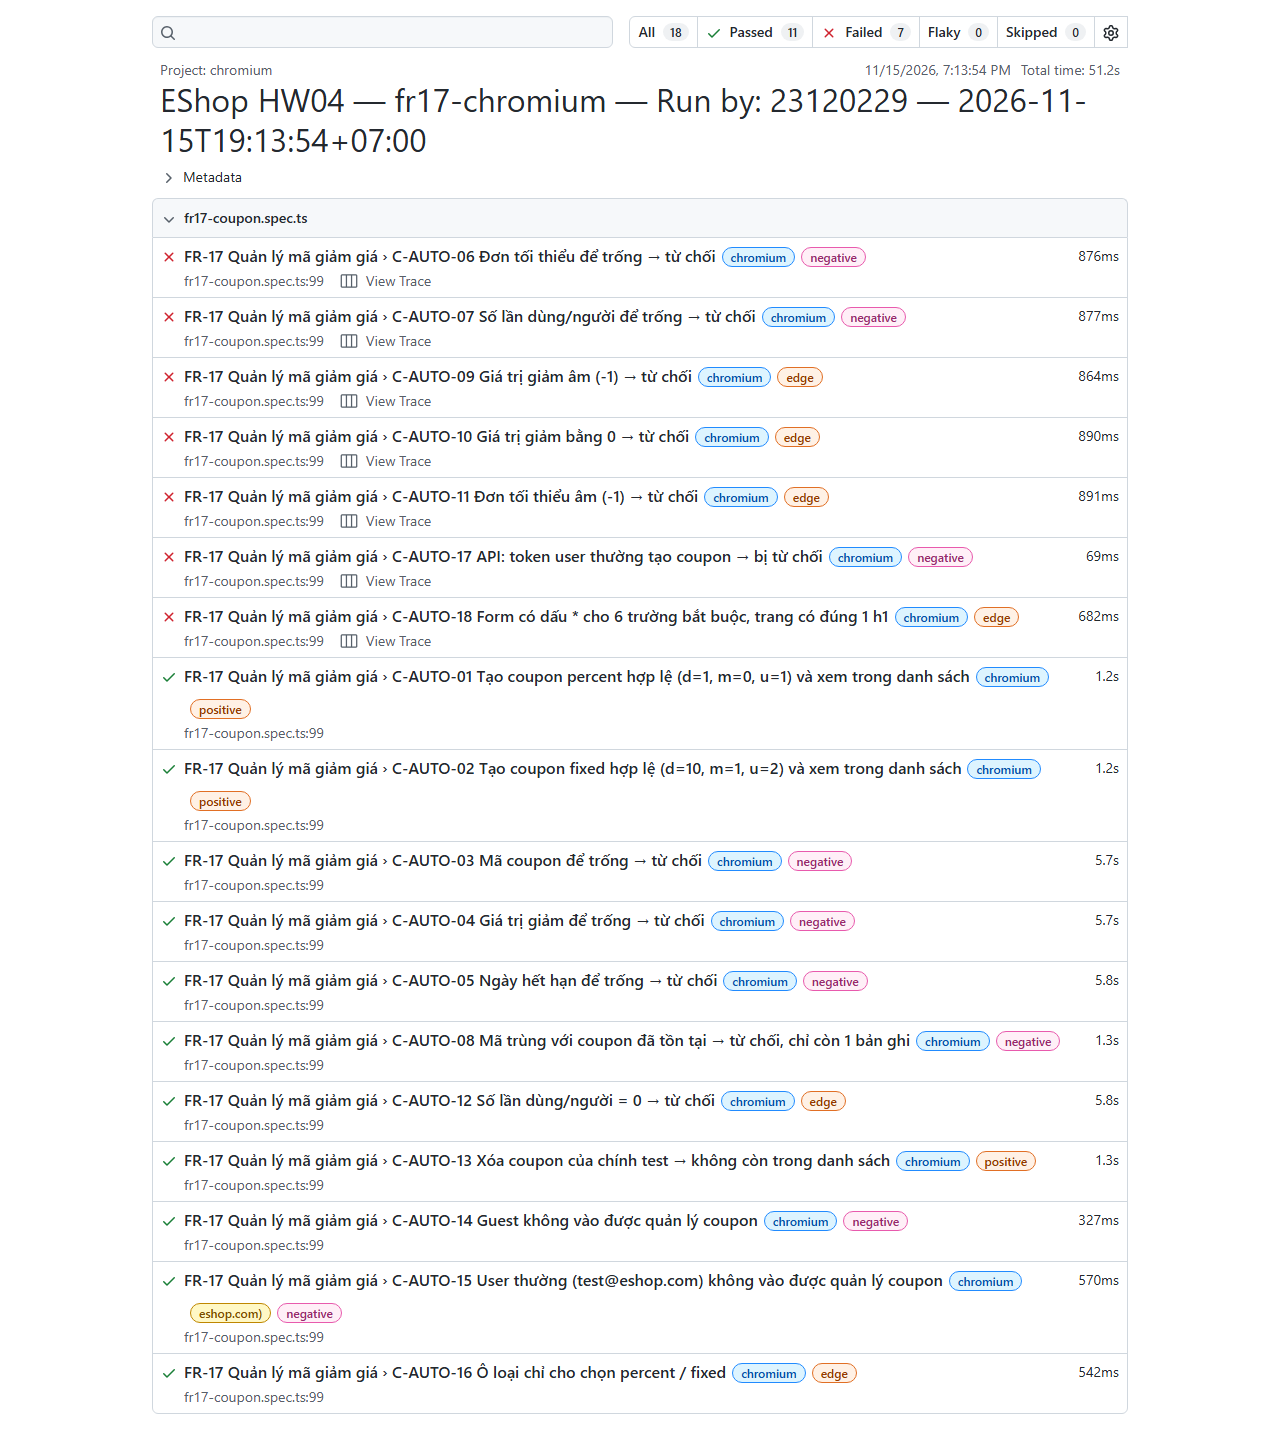 All 18 Passed 11 Failed 7 Flaky 0 Skipped 0
Project: chromium 11/15/2026, 7:13:54 PM Total time: 51.2s
EShop HW04 — fr17-chromium — Run by: 23120229 — 2026-11-
15T19:13:54+07:00
Metadata
fr17-coupon.spec.ts
FR-17 Quản lý mã giảm giá › C-AUTO-06 Đơn tối thiểu để trống → từ chối chromium negative 876ms
fr17-coupon.spec.ts:99 View Trace
FR-17 Quản lý mã giảm giá › C-AUTO-07 Số lần dùng/người để trống → từ chối chromium negative 877ms
fr17-coupon.spec.ts:99 View Trace
FR-17 Quản lý mã giảm giá › C-AUTO-09 Giá trị giảm âm (-1) → từ chối chromium edge 864ms
fr17-coupon.spec.ts:99 View Trace
FR-17 Quản lý mã giảm giá › C-AUTO-10 Giá trị giảm bằng 0 → từ chối chromium edge 890ms
fr17-coupon.spec.ts:99 View Trace
FR-17 Quản lý mã giảm giá › C-AUTO-11 Đơn tối thiểu âm (-1) → từ chối chromium edge 891ms
fr17-coupon.spec.ts:99 View Trace
FR-17 Quản lý mã giảm giá › C-AUTO-17 API: token user thường tạo coupon → bị từ chối chromium negative 69ms
fr17-coupon.spec.ts:99 View Trace
FR-17 Quản lý mã giảm giá › C-AUTO-18 Form có dấu * cho 6 trường bắt buộc, trang có đúng 1 h1 chromium edge 682ms
fr17-coupon.spec.ts:99 View Trace
FR-17 Quản lý mã giảm giá › C-AUTO-01 Tạo coupon percent hợp lệ (d=1, m=0, u=1) và xem trong danh sách chromium 1.2s
positive
fr17-coupon.spec.ts:99
FR-17 Quản lý mã giảm giá › C-AUTO-02 Tạo coupon fixed hợp lệ (d=10, m=1, u=2) và xem trong danh sách chromium 1.2s
positive
fr17-coupon.spec.ts:99
FR-17 Quản lý mã giảm giá › C-AUTO-03 Mã coupon để trống → từ chối chromium negative 5.7s
fr17-coupon.spec.ts:99
FR-17 Quản lý mã giảm giá › C-AUTO-04 Giá trị giảm để trống → từ chối chromium negative 5.7s
fr17-coupon.spec.ts:99
FR-17 Quản lý mã giảm giá › C-AUTO-05 Ngày hết hạn để trống → từ chối chromium negative 5.8s
fr17-coupon.spec.ts:99
FR-17 Quản lý mã giảm giá › C-AUTO-08 Mã trùng với coupon đã tồn tại → từ chối, chỉ còn 1 bản ghi chromium negative 1.3s
fr17-coupon.spec.ts:99
FR-17 Quản lý mã giảm giá › C-AUTO-12 Số lần dùng/người = 0 → từ chối chromium edge 5.8s
fr17-coupon.spec.ts:99
FR-17 Quản lý mã giảm giá › C-AUTO-13 Xóa coupon của chính test → không còn trong danh sách chromium positive 1.3s
fr17-coupon.spec.ts:99
FR-17 Quản lý mã giảm giá › C-AUTO-14 Guest không vào được quản lý coupon chromium negative 327ms
fr17-coupon.spec.ts:99
FR-17 Quản lý mã giảm giá › C-AUTO-15 User thường (test@eshop.com) không vào được quản lý coupon chromium 570ms
eshop.com) negative
fr17-coupon.spec.ts:99
FR-17 Quản lý mã giảm giá › C-AUTO-16 Ô loại chỉ cho chọn percent / fixed chromium edge 542ms
fr17-coupon.spec.ts:99